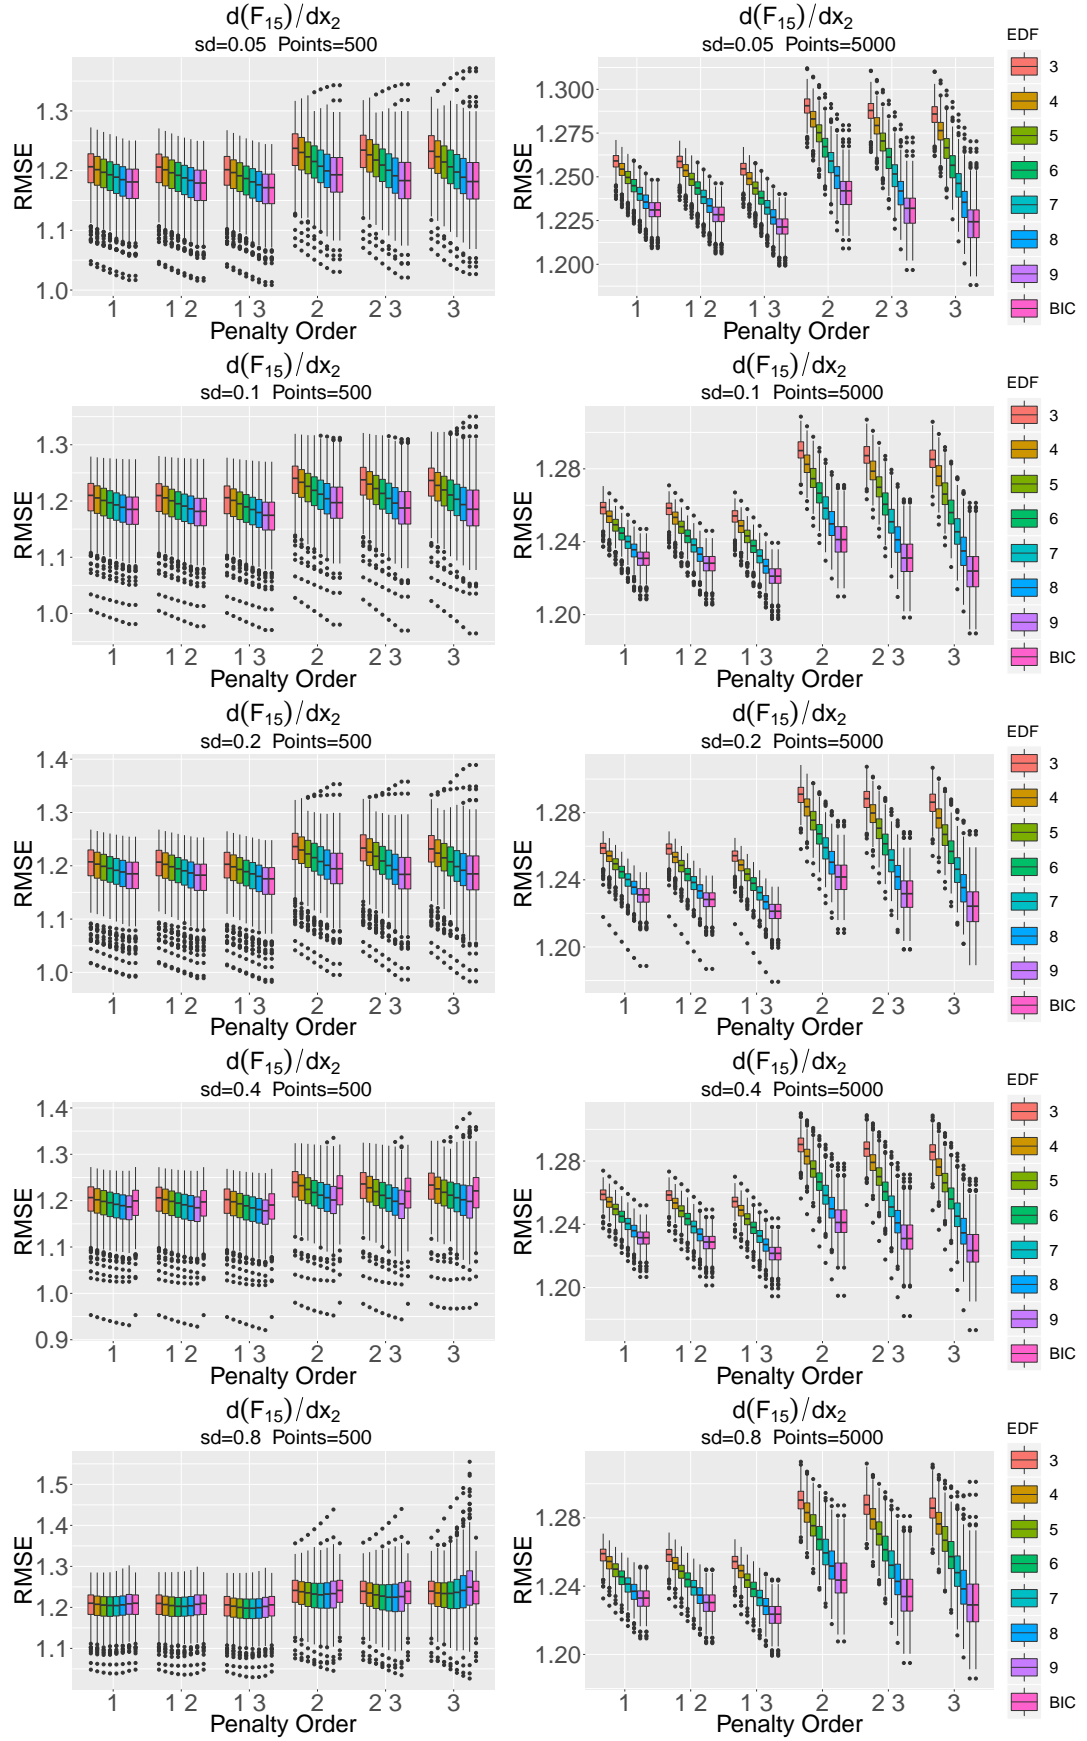 d(F15)/dx2
sd=0.05 Points=500
RMSE
1.3
1.2
1.1
1.0
1 1 2 1 3 2 2 3 3
Penalty Order
d(F15)/dx2
sd=0.05 Points=5000
RMSE
1.300
1.275
1.250
1.225
1.200
1 1 2 1 3 2 2 3 3
Penalty Order
EDF
3
4
5
6
7
8
9
BIC
d(F15)/dx2
sd=0.1 Points=500
RMSE
1.3
1.2
1.1
1.0
1 1 2 1 3 2 2 3 3
Penalty Order
d(F15)/dx2
sd=0.1 Points=5000
RMSE
1.28
1.24
1.20
1 1 2 1 3 2 2 3 3
Penalty Order
EDF
3
4
5
6
7
8
9
BIC
d(F15)/dx2
sd=0.2 Points=500
RMSE
1.4
1.3
1.2
1.1
1.0
1 1 2 1 3 2 2 3 3
Penalty Order
d(F15)/dx2
sd=0.2 Points=5000
RMSE
1.28
1.24
1.20
1 1 2 1 3 2 2 3 3
Penalty Order
EDF
3
4
5
6
7
8
9
BIC
d(F15)/dx2
sd=0.4 Points=500
RMSE
1.4
1.3
1.2
1.1
1.0
0.9
1 1 2 1 3 2 2 3 3
Penalty Order
d(F15)/dx2
sd=0.4 Points=5000
RMSE
1.28
1.24
1.20
1 1 2 1 3 2 2 3 3
Penalty Order
EDF
3
4
5
6
7
8
9
BIC
d(F15)/dx2
sd=0.8 Points=500
RMSE
1.5
1.4
1.3
1.2
1.1
1 1 2 1 3 2 2 3 3
Penalty Order
d(F15)/dx2
sd=0.8 Points=5000
RMSE
1.28
1.24
1.20
1 1 2 1 3 2 2 3 3
Penalty Order
EDF
3
4
5
6
7
8
9
BIC